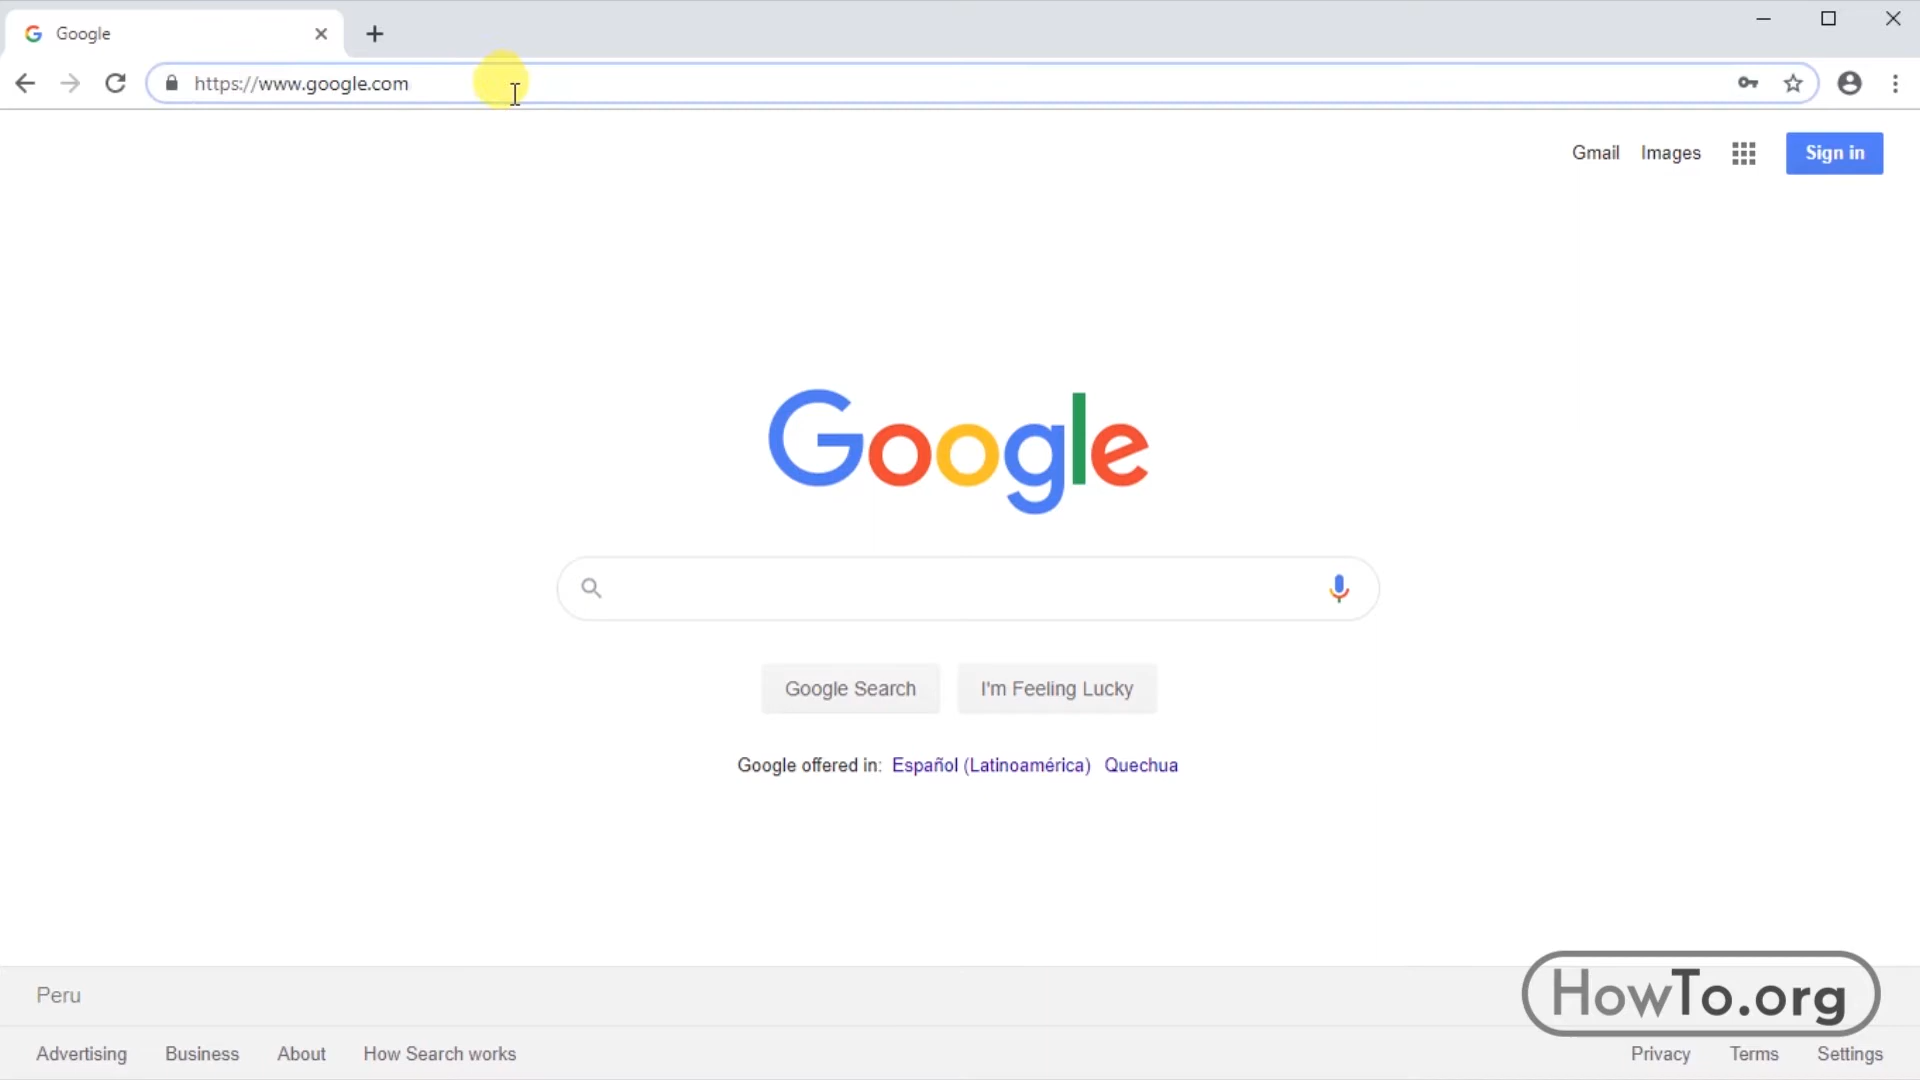 Google
https://www.google.com
Gmail Images Sign in
Google
Google Search I'm Feeling Lucky
Google offered in: Español (Latinoamérica) Quechua
Peru
HowTo.org
Advertising Business About How Search works Privacy Terms Settings